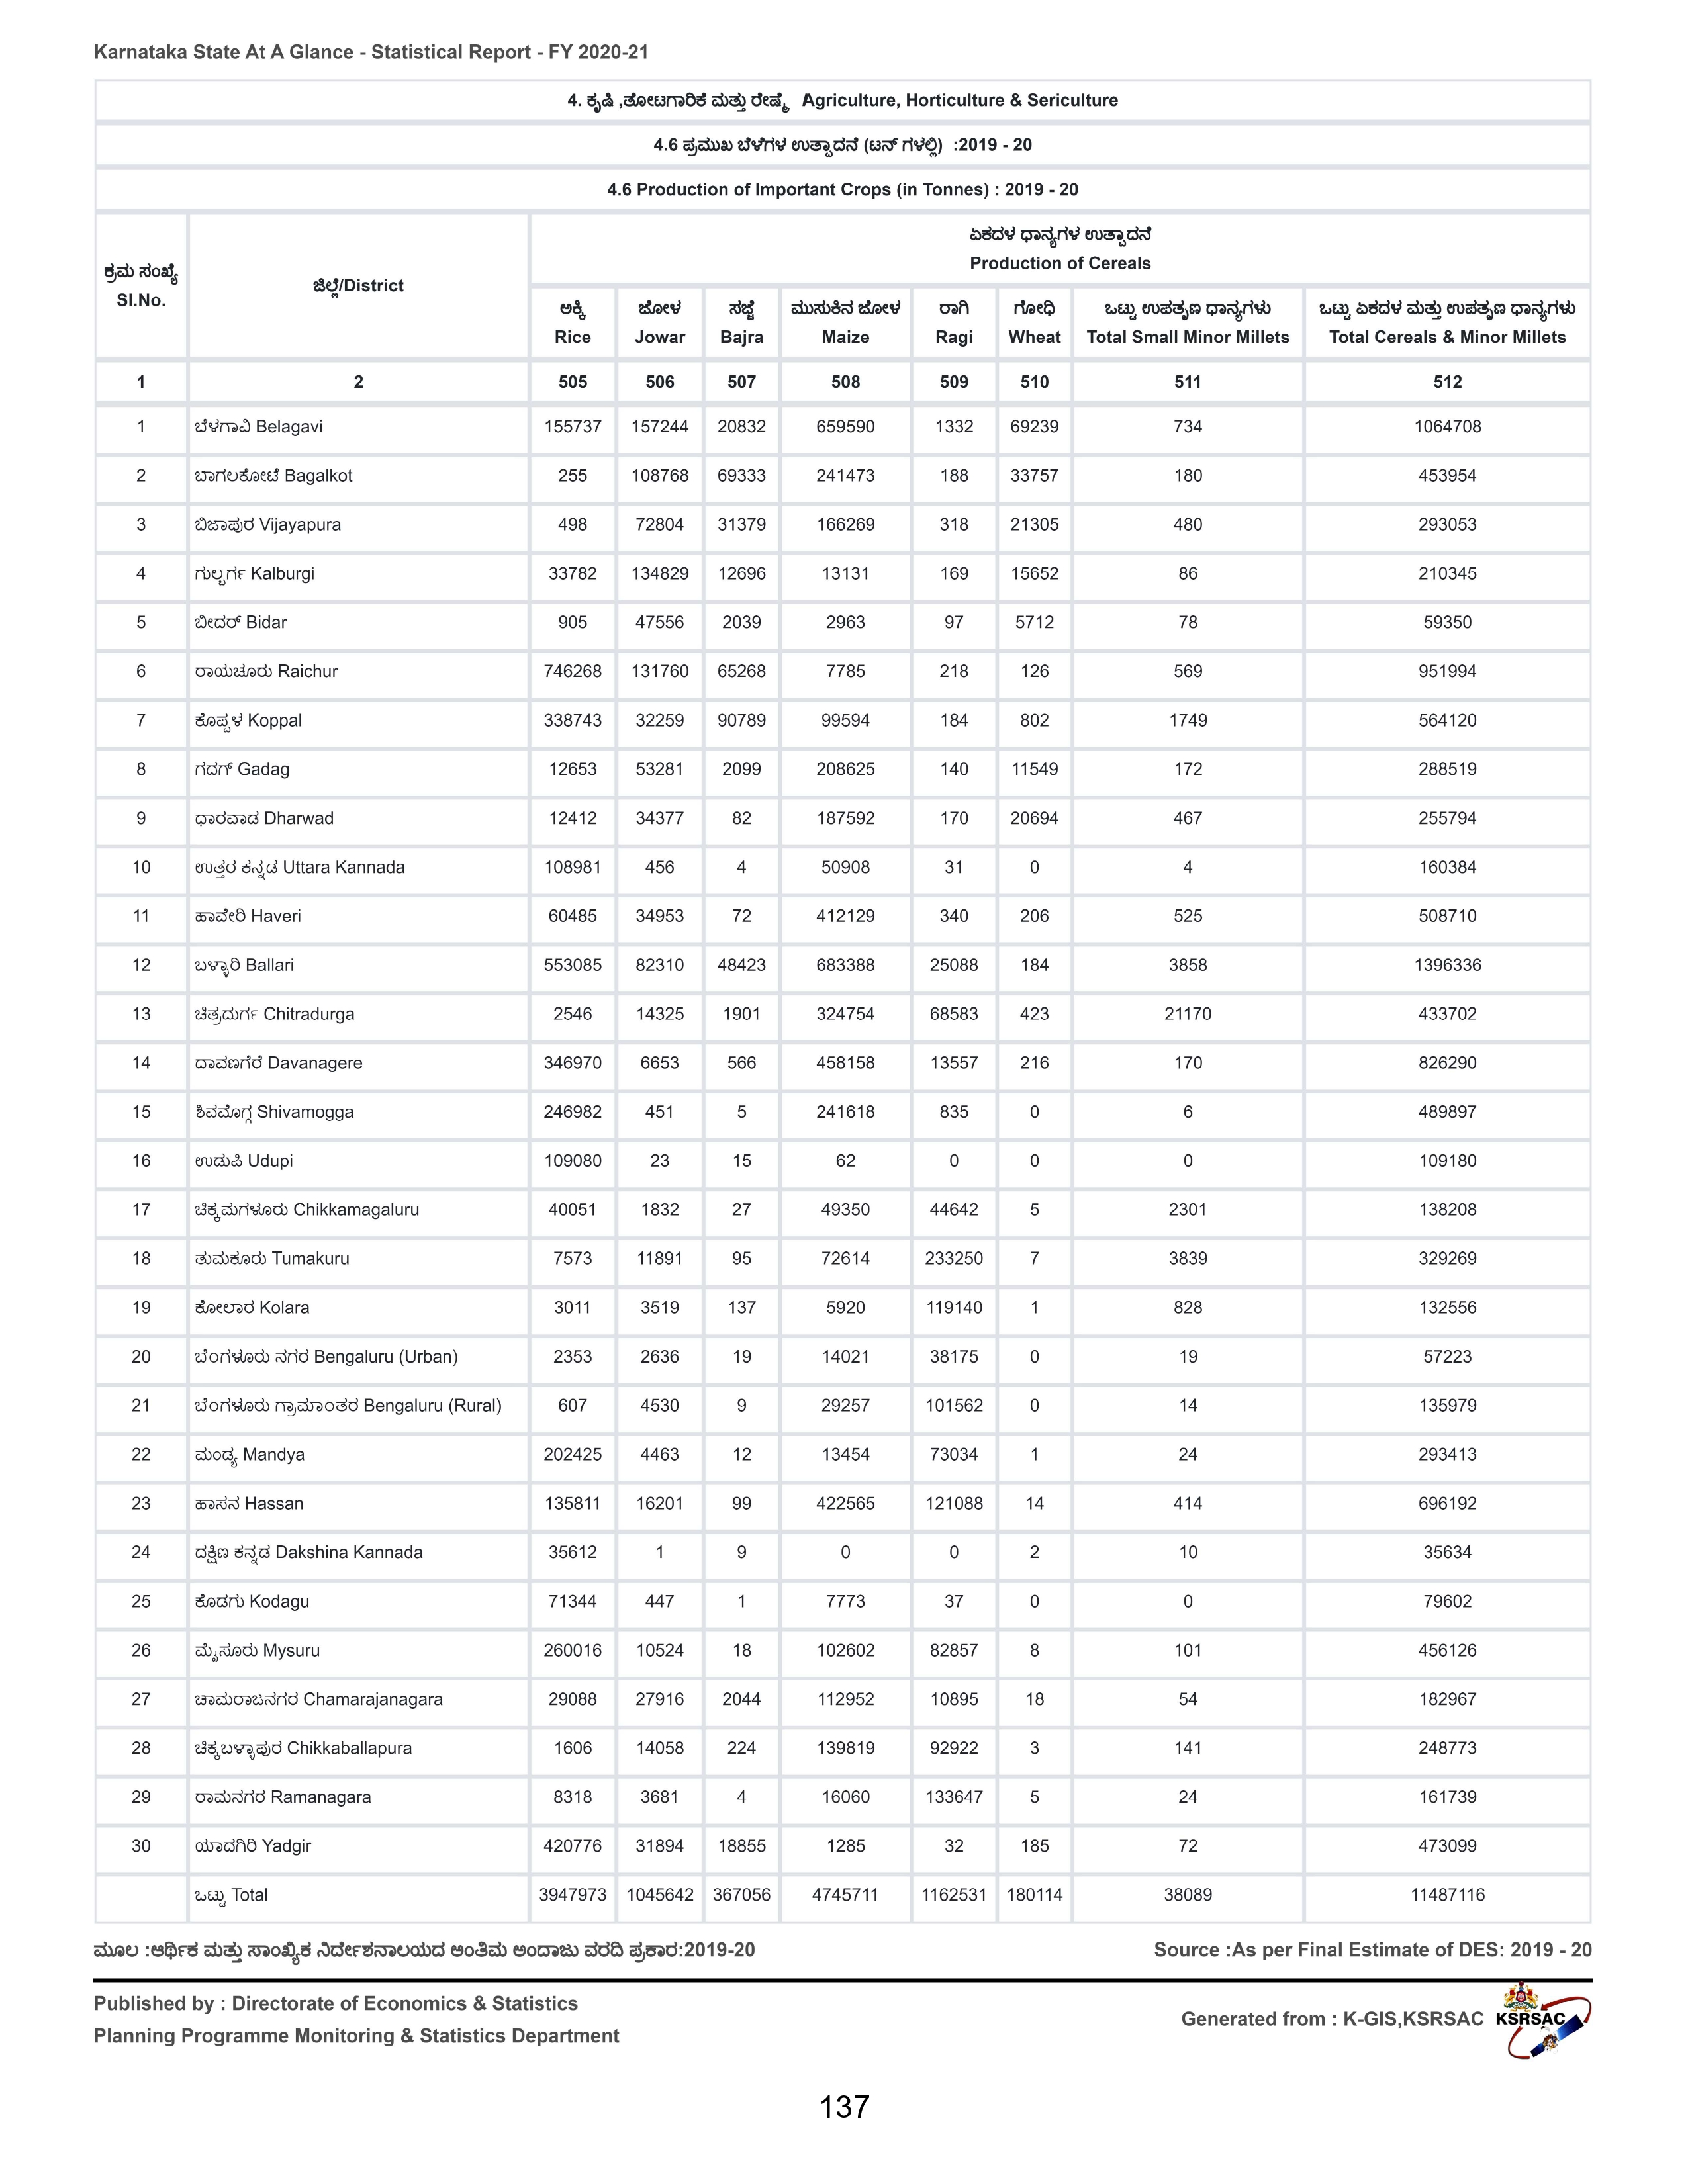 Karnataka State At A Glance - Statistical Report - FY 2020-21
4. ಕೃಷಿ ,ತೋಟಗಾರಿಕೆ ಮತ್ತು ರೇಷ್ಮೆ Agriculture, Horticulture & Sericulture
4.6 ಪ್ರಮುಖ ಬೆಳೆಗಳ ಉತ್ಪಾದನೆ (ಟನ್ ಗಳಲ್ಲಿ) :2019 - 20
4.6 Production of Important Crops (in Tonnes) : 2019 - 20
ಕ್ರಮ ಸಂಖ್ಯೆ Sl.No.
ಜಿಲ್ಲೆ/District
ಏಕದಳ ಧಾನ್ಯಗಳ ಉತ್ಪಾದನೆ
Production of Cereals
ಅಕ್ಕಿ ಜೋಳ ಸಜ್ಜೆ ಮುಸುಕಿನ ಜೋಳ ರಾಗಿ ಗೋಧಿ ಒಟ್ಟು ಉಪತೃಣ ಧಾನ್ಯಗಳು ಒಟ್ಟು ಏಕದಳ ಮತ್ತು ಉಪತೃಣ ಧಾನ್ಯಗಳು
Rice Jowar Bajra Maize Ragi Wheat Total Small Minor Millets Total Cereals & Minor Millets
1 2 505 506 507 508 509 510 511 512
1 ಬೆಳಗಾವಿ Belagavi 155737 157244 20832 659590 1332 69239 734 1064708
2 ಬಾಗಲಕೋಟೆ Bagalkot 255 108768 69333 241473 188 33757 180 453954
3 ಬಿಜಾಪುರ Vijayapura 498 72804 31379 166269 318 21305 480 293053
4 ಗುಲ್ಬರ್ಗ Kalburgi 33782 134829 12696 13131 169 15652 86 210345
5 ಬೀದರ್ Bidar 905 47556 2039 2963 97 5712 78 59350
6 ರಾಯಚೂರು Raichur 746268 131760 65268 7785 218 126 569 951994
7 ಕೊಪ್ಪಳ Koppal 338743 32259 90789 99594 184 802 1749 564120
8 ಗದಗ್ Gadag 12653 53281 2099 208625 140 11549 172 288519
9 ಧಾರವಾಡ Dharwad 12412 34377 82 187592 170 20694 467 255794
10 ಉತ್ತರ ಕನ್ನಡ Uttara Kannada 108981 456 4 50908 31 0 4 160384
11 ಹಾವೇರಿ Haveri 60485 34953 72 412129 340 206 525 508710
12 ಬಳ್ಳಾರಿ Ballari 553085 82310 48423 683388 25088 184 3858 1396336
13 ಚಿತ್ರದುರ್ಗ Chitradurga 2546 14325 1901 324754 68583 423 21170 433702
14 ದಾವಣಗೆರೆ Davanagere 346970 6653 566 458158 13557 216 170 826290
15 ಶಿವಮೊಗ್ಗ Shivamogga 246982 451 5 241618 835 0 6 489897
16 ಉಡುಪಿ Udupi 109080 23 15 62 0 0 0 109180
17 ಚಿಕ್ಕಮಗಳೂರು Chikkamagaluru 40051 1832 27 49350 44642 5 2301 138208
18 ತುಮಕೂರು Tumakuru 7573 11891 95 72614 233250 7 3839 329269
19 ಕೋಲಾರ Kolara 3011 3519 137 5920 119140 1 828 132556
20 ಬೆಂಗಳೂರು ನಗರ Bengaluru (Urban) 2353 2636 19 14021 38175 0 19 57223
21 ಬೆಂಗಳೂರು ಗ್ರಾಮಾಂತರ Bengaluru (Rural) 607 4530 9 29257 101562 0 14 135979
22 ಮಂಡ್ಯ Mandya 202425 4463 12 13454 73034 1 24 293413
23 ಹಾಸನ Hassan 135811 16201 99 422565 121088 14 414 696192
24 ದಕ್ಷಿಣ ಕನ್ನಡ Dakshina Kannada 35612 1 9 0 0 2 10 35634
25 ಕೊಡಗು Kodagu 71344 447 1 7773 37 0 0 79602
26 ಮೈಸೂರು Mysuru 260016 10524 18 102602 82857 8 101 456126
27 ಚಾಮರಾಜನಗರ Chamarajanagara 29088 27916 2044 112952 10895 18 54 182967
28 ಚಿಕ್ಕಬಳ್ಳಾಪುರ Chikkaballapura 1606 14058 224 139819 92922 3 141 248773
29 ರಾಮನಗರ Ramanagara 8318 3681 4 16060 133647 5 24 161739
30 ಯಾದಗಿರಿ Yadgir 420776 31894 18855 1285 32 185 72 473099
ಒಟ್ಟು Total 3947973 1045642 367056 4745711 1162531 180114 38089 11487116
ಮೂಲ :ಆರ್ಥಿಕ ಮತ್ತು ಸಾಂಖ್ಯಿಕ ನಿರ್ದೇಶನಾಲಯದ ಅಂತಿಮ ಅಂದಾಜು ವರದಿ ಪ್ರಕಾರ:2019-20 Source :As per Final Estimate of DES: 2019 - 20
Published by : Directorate of Economics & Statistics
Planning Programme Monitoring & Statistics Department
Generated from : K-GIS,KSRSAC KSRSAC
137